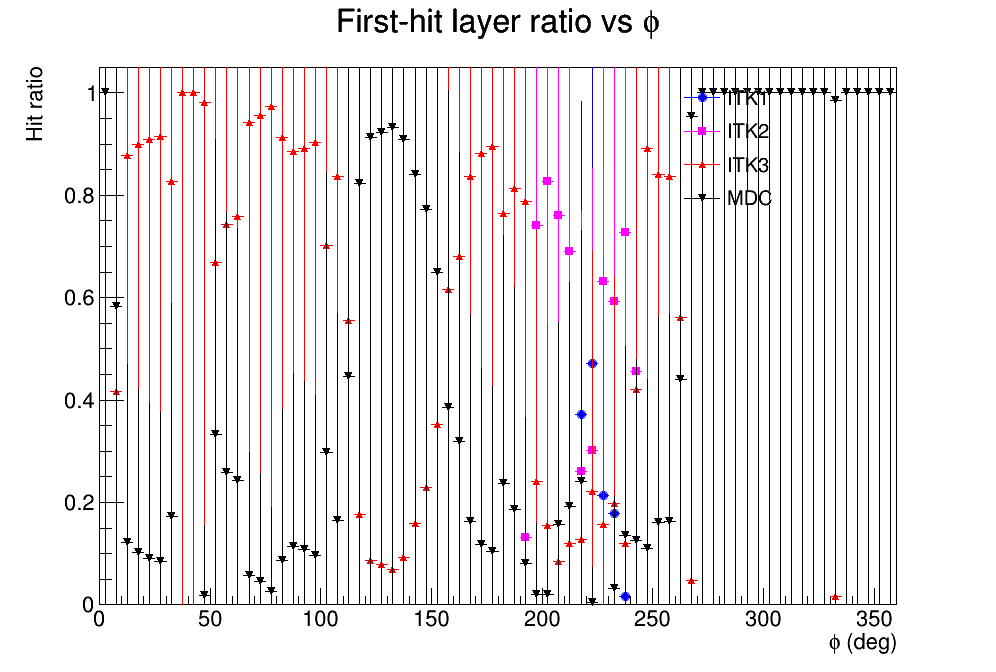 First-hit layer ratio vs ϕ
Hit ratio
1
0.8
0.6
0.4
0.2
0
ITK1
ITK2
ITK3
MDC
0 50 100 150 200 250 300 350
ϕ (deg)